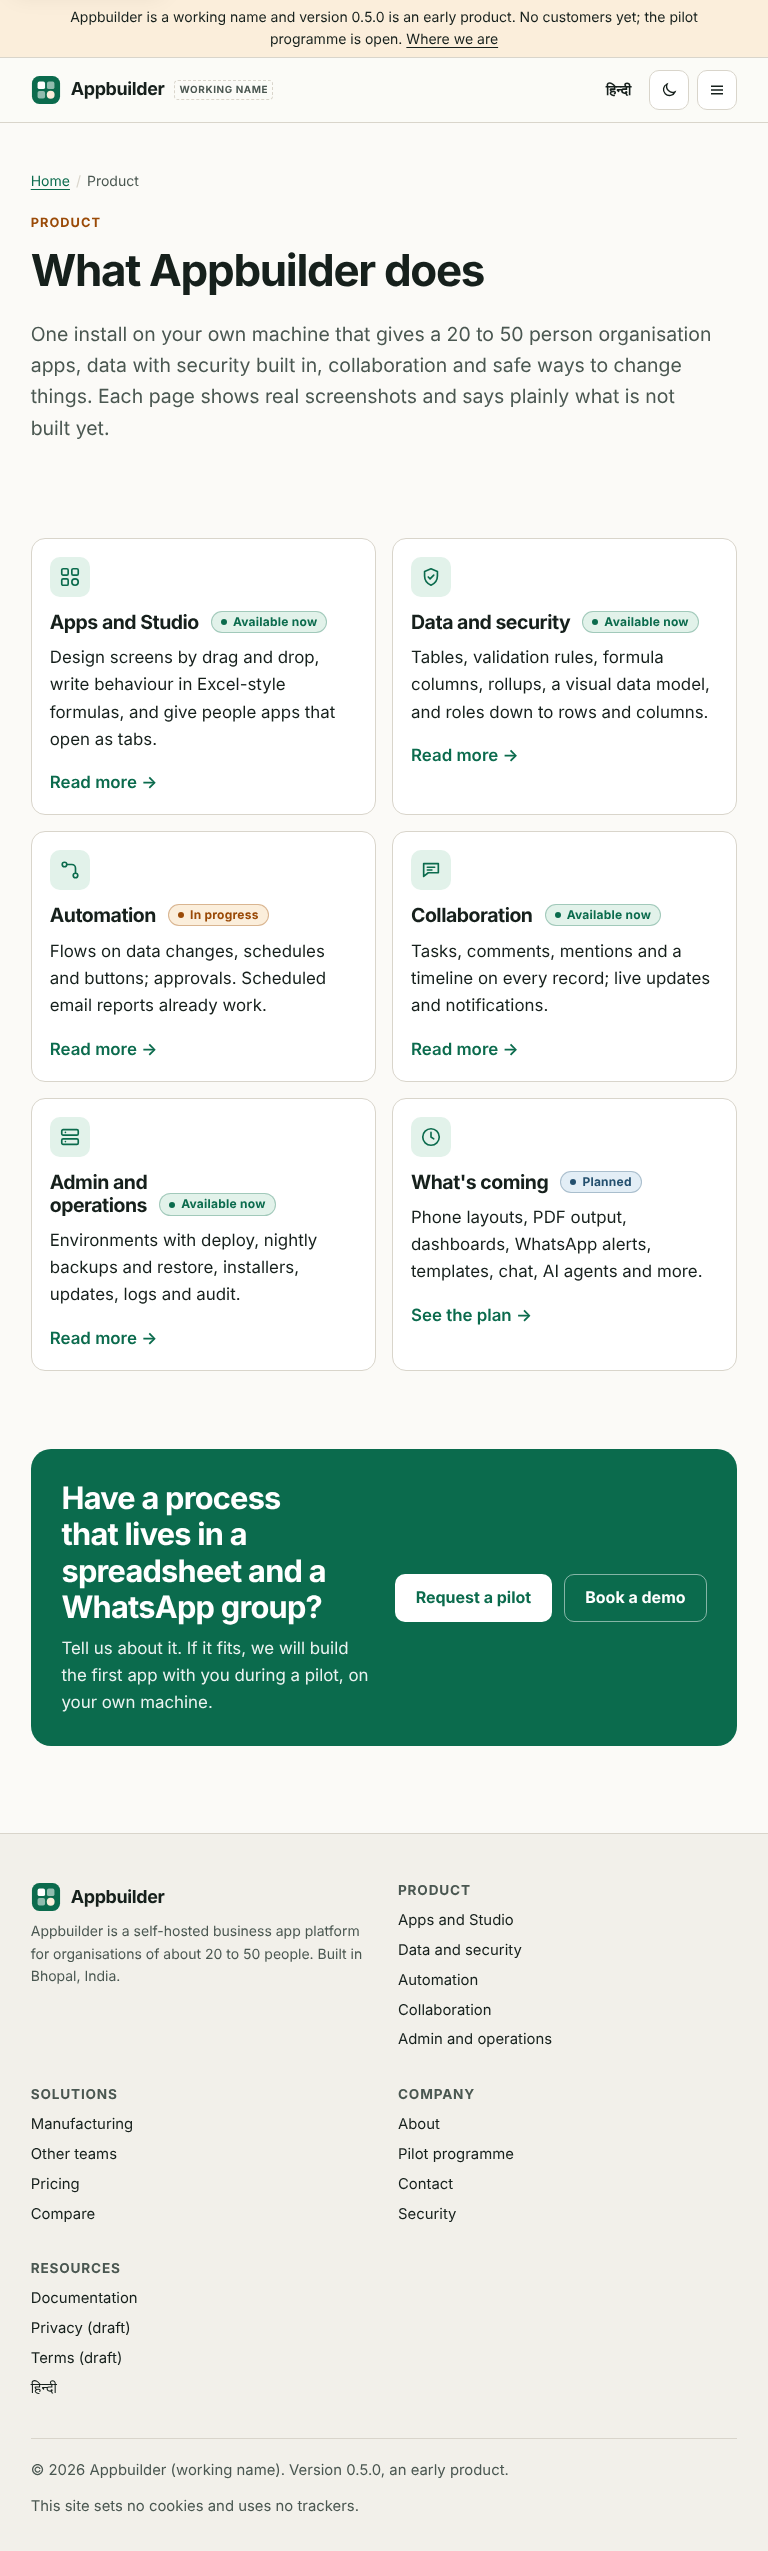 Appbuilder is a working name and version 0.5.0 is an early product. No customers yet; the pilot
programme is open. Where we are
Appbuilder WORKING NAME हिन्दी
Home / Product
PRODUCT
What Appbuilder does
One install on your own machine that gives a 20 to 50 person organisation
apps, data with security built in, collaboration and safe ways to change
things. Each page shows real screenshots and says plainly what is not
built yet.
Apps and Studio Available now
Design screens by drag and drop,
write behaviour in Excel-style
formulas, and give people apps that
open as tabs.
Read more →
Data and security Available now
Tables, validation rules, formula
columns, rollups, a visual data model,
and roles down to rows and columns.
Read more →
Automation In progress
Flows on data changes, schedules
and buttons; approvals. Scheduled
email reports already work.
Read more →
Collaboration Available now
Tasks, comments, mentions and a
timeline on every record; live updates
and notifications.
Read more →
Admin and
operations Available now
Environments with deploy, nightly
backups and restore, installers,
updates, logs and audit.
Read more →
What's coming Planned
Phone layouts, PDF output,
dashboards, WhatsApp alerts,
templates, chat, AI agents and more.
See the plan →
Have a process
that lives in a
spreadsheet and a
WhatsApp group?
Tell us about it. If it fits, we will build
the first app with you during a pilot, on
your own machine.
Request a pilot
Book a demo
Appbuilder
Appbuilder is a self-hosted business app platform
for organisations of about 20 to 50 people. Built in
Bhopal, India.
PRODUCT
Apps and Studio
Data and security
Automation
Collaboration
Admin and operations
SOLUTIONS
Manufacturing
Other teams
Pricing
Compare
COMPANY
About
Pilot programme
Contact
Security
RESOURCES
Documentation
Privacy (draft)
Terms (draft)
हिन्दी
© 2026 Appbuilder (working name). Version 0.5.0, an early product.
This site sets no cookies and uses no trackers.